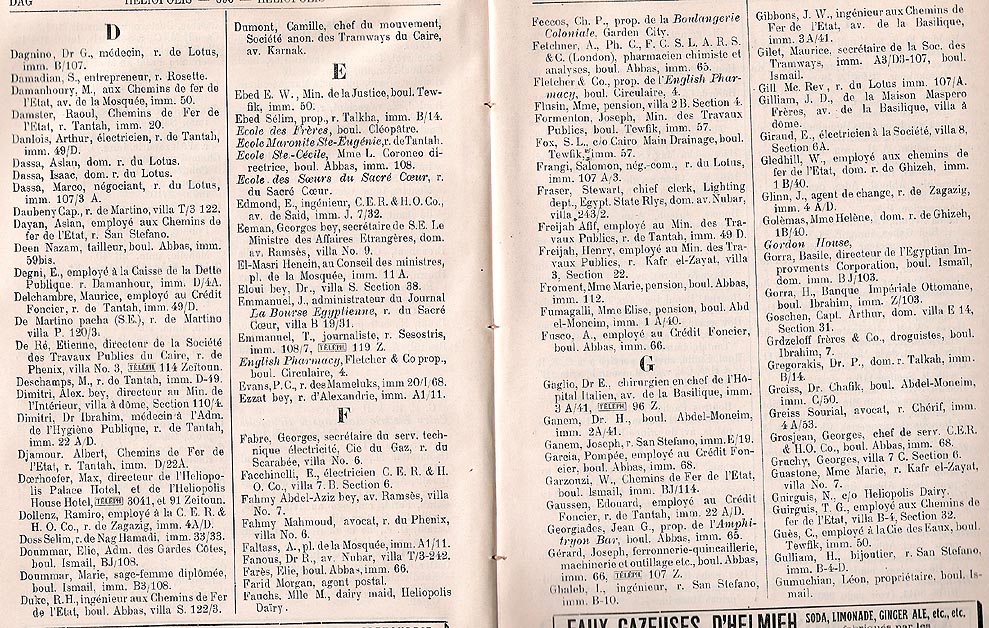 DAG
HELIOPOLIS — 396 — HELIOPOLIS
D
Dagnino, Dr G., médecin, r. de Lotus,
imm. B/107.
Damadian, S., entrepreneur, r. Rosette.
Damanhoury, M., aux Chemins de fer de
l'Etat, av. de la Mosquée, imm. 50.
Damster, Raoul, Chemins de Fer de
l'Etat, r. Tantah, imm. 20.
Danlois, Arthur, électricien, r. de Tantah,
imm. 49/D.
Dassa, Aslan, dom. r. du Lotus.
Dassa, Isaac, dom. r. du Lotus.
Dassa, Marco, négociant, r. du Lotus,
imm. 107/3 A.
Daubeny Cap., r. de Martino, villa T/3 122.
Dayan, Asian, employé aux Chemins de
fer de l'Etat, r. San Stefano.
Deen Nazam, tailleur, boul. Abbas, imm.
59bis.
Degni, E., employé à la Caisse de la Dette
Publique. r. Damanhour, imm. D/4A.
Delchambre, Maurice, employé au Crédit
Foncier, r. de Tantah, imm. 49/D.
De Martino pacha (S.E.), r. de Martino
villa P. 120/3.
De Ré, Etienne, directeur de la Société
des Travaux Publics du Caire, r. de
Phenix, villa No. 3, TÉLÉPH 114 Zeitoun.
Deschamps, M., r. de Tantah, imm. D-49.
Dimitri, Alex. bey, directeur au Min. de
l'Intérieur, villa à dôme, Section 110/4.
Dimitri, Dr Ibrahim, médecin à l'Adm.
de l'Hygiène Publique, r. de Tantah,
imm. 22 A/D.
Djamour. Albert, Chemins de Fer de
l'Etat, r. Tantah, imm. D/22A.
Dœrhoefer, Max, directeur de l'Heliopo-
lis Palace Hotel, et de l'Heliopolis
House Hotel, TÉLÉPH 3041, et 91 Zeitoun.
Dollenz, Ramiro, employé à la C. E. R. &
H. O. Co., r. de Zagazig, imm. 4A/D.
Doss Selim, r. de Nag Hamadi, imm. 33/33.
Doummar, Elie, Adm. des Gardes Côtes,
boul. Ismail, BJ/108.
Doummar, Marie, sage-femme diplômée,
boul. Ismail, imm. B3/108.
Duke, R.H., ingénieur aux Chemins de Fer
de l'Etat, boul. Abbas, villa S. 122/3.
Dumont, Camille, chef du mouvement,
Société anon. des Tramways du Caire,
av. Karnak.
E
Ebed E. W., Min. de la Justice, boul. Tew-
fik, imm. 50.
Ebed Sélim, prop., r. Talkha, imm. B/14.
Ecole des Frères, boul. Cléopâtre.
Ecole Maronite Ste-Eugénie, r. de Tantah.
Ecole Ste.-Cécile, Mme L. Coroneo di-
rectrice, boul. Abbas, imm. 108.
Ecole des Sœurs du Sacré Cœur, r.
du Sacré Cœur.
Edmond, E., ingénieur, C.E.R. & H.O. Co.,
av. de Said, imm. J. 7/32.
Eeman, Georges bey, secrétaire de S.E. Le
Ministre des Affaires Etrangères, dom.
av. Ramsès, villa No. 9.
El-Masri Henein, au Conseil des ministres,
pl. de la Mosquée, imm. 11 A.
Eloui bey, Dr., villa S. Section 38.
Emmanuel, J., administrateur du Journal
La Bourse Egyptienne, r. du Sacré
Cœur, villa B 19/31.
Emmanuel, T., journaliste, r. Sesostris,
imm. 108/7, TÉLÉPH 119 Z.
English Pharmacy, Fletcher & Co prop.,
boul. Circulaire, 4.
Evans, P.C., r. des Mameluks, imm 20/I, 68.
Ezzat bey, r. d'Alexandrie, imm. A1/11.
F
Fabre, Georges, secrétaire du serv. tech-
nique électricité, Cie du Gaz, r. du
Scarabée, villa No. 6.
Facchinelli, E., électricien C. E. R. & H.
O. Co., villa 7 B. Section 6.
Fahmy Abdel-Aziz bey, av. Ramsès, villa
No. 7.
Fahmy Mahmoud, avocat, r. du Phenix,
villa No. 6.
Faltass, A., pl. de la Mosquée, imm. A1/11.
Fanous, Dr R., av. Nubar, villa T/3-242.
Farès, Elie, boul. Abbas, imm. 66.
Farid Morgan, agent postal.
Fauchs, Mlle M., dairy maid, Heliopolis
Dairy.
Feccos, Ch. P., prop. de la Boulangerie
Coloniale, Garden City.
Fetchner, A., Ph. C., F. C. S. L. A. R. S.
& C. (London), pharmacien chimiste et
analyses, boul. Abbas, imm. 65.
Fletcher & Co., prop. de l'English Phar-
macy, boul. Circulaire, 4.
Flusin, Mme, pension, villa 2 B. Section 4.
Formenton, Joseph, Min. des Travaux
Publics, boul. Tewfik, imm. 57.
Fox, S. L., c/o Cairo Main Drainage, boul.
Tewfik, imm. 57.
Frangi, Salomon, nég.-com., r. du Lotus,
imm. 107 A/3.
Fraser, Stewart, chief clerk, Lighting
dept., Egypt. State Rlys, dom. av. Nubar,
villa 243/2.
Freijah Afif, employé au Min. des Tra-
vaux Publics, r. de Tantah, imm. 49 D.
Freijah, Henry, employé au Min. des Tra-
vaux Publics, r. Kafr el-Zayat, villa
3, Section 22.
Froment, Mme Marie, pension, boul. Abbas,
imm. 112.
Fumagalli, Mme Elise, pension, boul Abd
el-Moneim, imm. 1 A/40.
Fusco, A., employé au Crédit Foncier,
boul. Abbas, imm. 66.
G
Gaglio, Dr E., chirurgien en chef de l'Hô-
pital Italien, av. de la Basilique, imm.
3 A/41, TÉLÉPH 96 Z.
Ganem, Dr. H., boul. Abdel-Moneim,
imm. 2A/41.
Ganem, Joseph, r. San Stefano, imm. E/19.
Garcia, Pompée, employé au Crédit Fon-
cier. boul. Abbas, imm. 68.
Garzonzi, W., Chemins de Fer de l'Etat,
boul. Ismail, imm. BJ/114.
Gaussen, Edouard, employé au Crédit
Foncier, r. de Tantah, imm. 22 A/D.
Georgiades, Jean G., prop. de l'Amphi-
tryon Bar, boul. Abbas, imm. 65.
Gérard, Joseph, ferronnerie-quincaillerie,
machinerie et outillage etc., boul. Abbas,
imm. 66, TÉLÉPH 107 Z.
Ghaleb, I., ingénieur, r. San Stefano,
imm. B-10.
Gibbons, J. W., ingénieur aux Chemins de
Fer de l'Etat, av. de la Basilique,
imm. 3A/41.
Gilet, Maurice, secrétaire de la Soc. des
Tramways, imm. A3/D3-107, boul.
Ismail.
Gill Mc. Rev., r. du Lotus imm. 107/A.
Gilliam, J. D., de la Maison Maspero
Frères, av. de la Basilique, villa à
dôme.
Giraud, E., électricien à la Société, villa 8,
Section 6A.
Gledhill, W., employé aux chemins de
fer de l'Etat, dom. r. de Ghizeh, imm.
1 B/40.
Glinn, J., agent de change, r. de Zagazig,
imm. 4 A/D.
Golèmas, Mme Helène, dom. r. de Ghizeh,
1B/40.
Gordon House,
Gorra, Basile, directeur de l'Egyptian Im-
provments Corporation, boul. Ismail,
dom. imm. BJ/103.
Gorra, H., Banque Impériale Ottomane,
boul. Ibrahim, imm. Z/103.
Goschen, Capt. Arthur, dom. villa E 14,
Section 31.
Grdzeloff frères & Co., droguistes, boul.
Ibrahim, 7.
Gregorakis, Dr P., dom. r. Talkah, imm.
B/14.
Greiss, Dr. Chafik, boul. Abdel-Moneim,
imm. C/50.
Greiss Sourial, avocat, r. Chérif, imm.
4 A/53.
Grosjean, Georges, chef de serv. C.E.R.
& H.O. Co., boul. Abbas, imm. 68.
Gruchy, Georges, villa 7 C. Section 6.
Guastone, Mme Marie, r. Kafr el-Zayat,
villa No. 7.
Guirguis, N., c/o Heliopolis Dairy.
Guirguis, T. G., employé aux Chemins de
fer de l'Etat, villa B-4, Section 32.
Guès, C., employé à la Cie des Eaux, boul.
Tewfik, imm. 50.
Gulliam, H., bijoutier, r. San Stefano,
imm. B-4-D.
Gumuchian, Léon, propriétaire, boul. Is-
mail.
EAUX GAZEUSES D'HELMIEH SODA, LIMONADE, GINGER ALE, etc., etc.